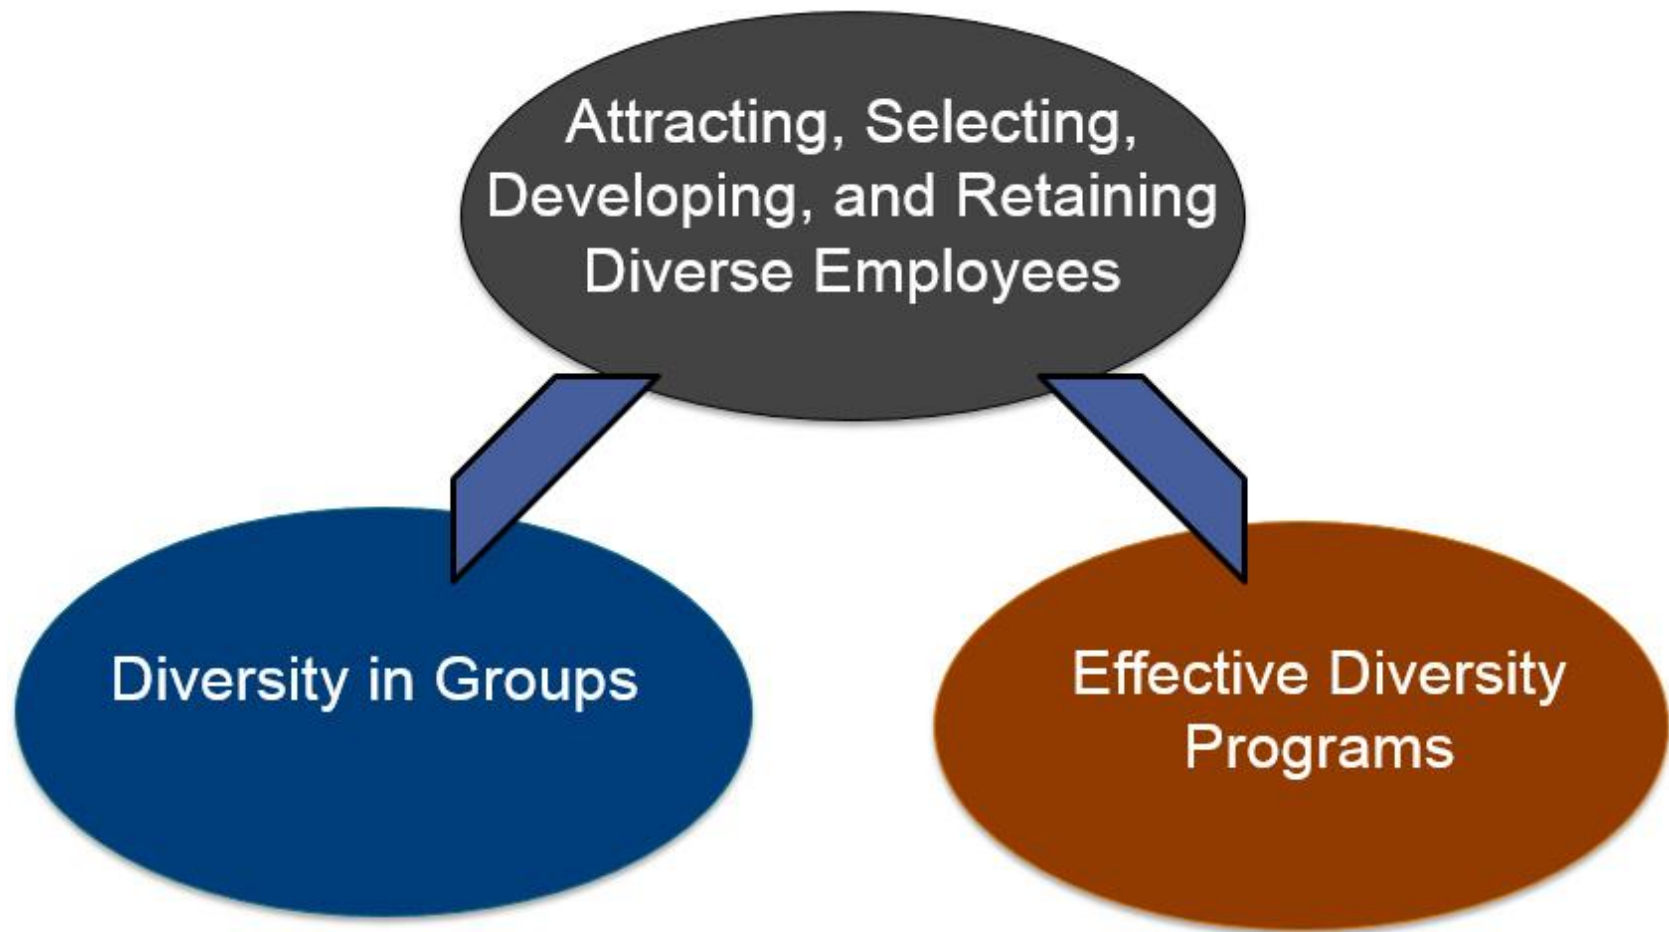 Attracting, Selecting,
Developing, and Retaining
Diverse Employees
Diversity in Groups
Effective Diversity
Programs